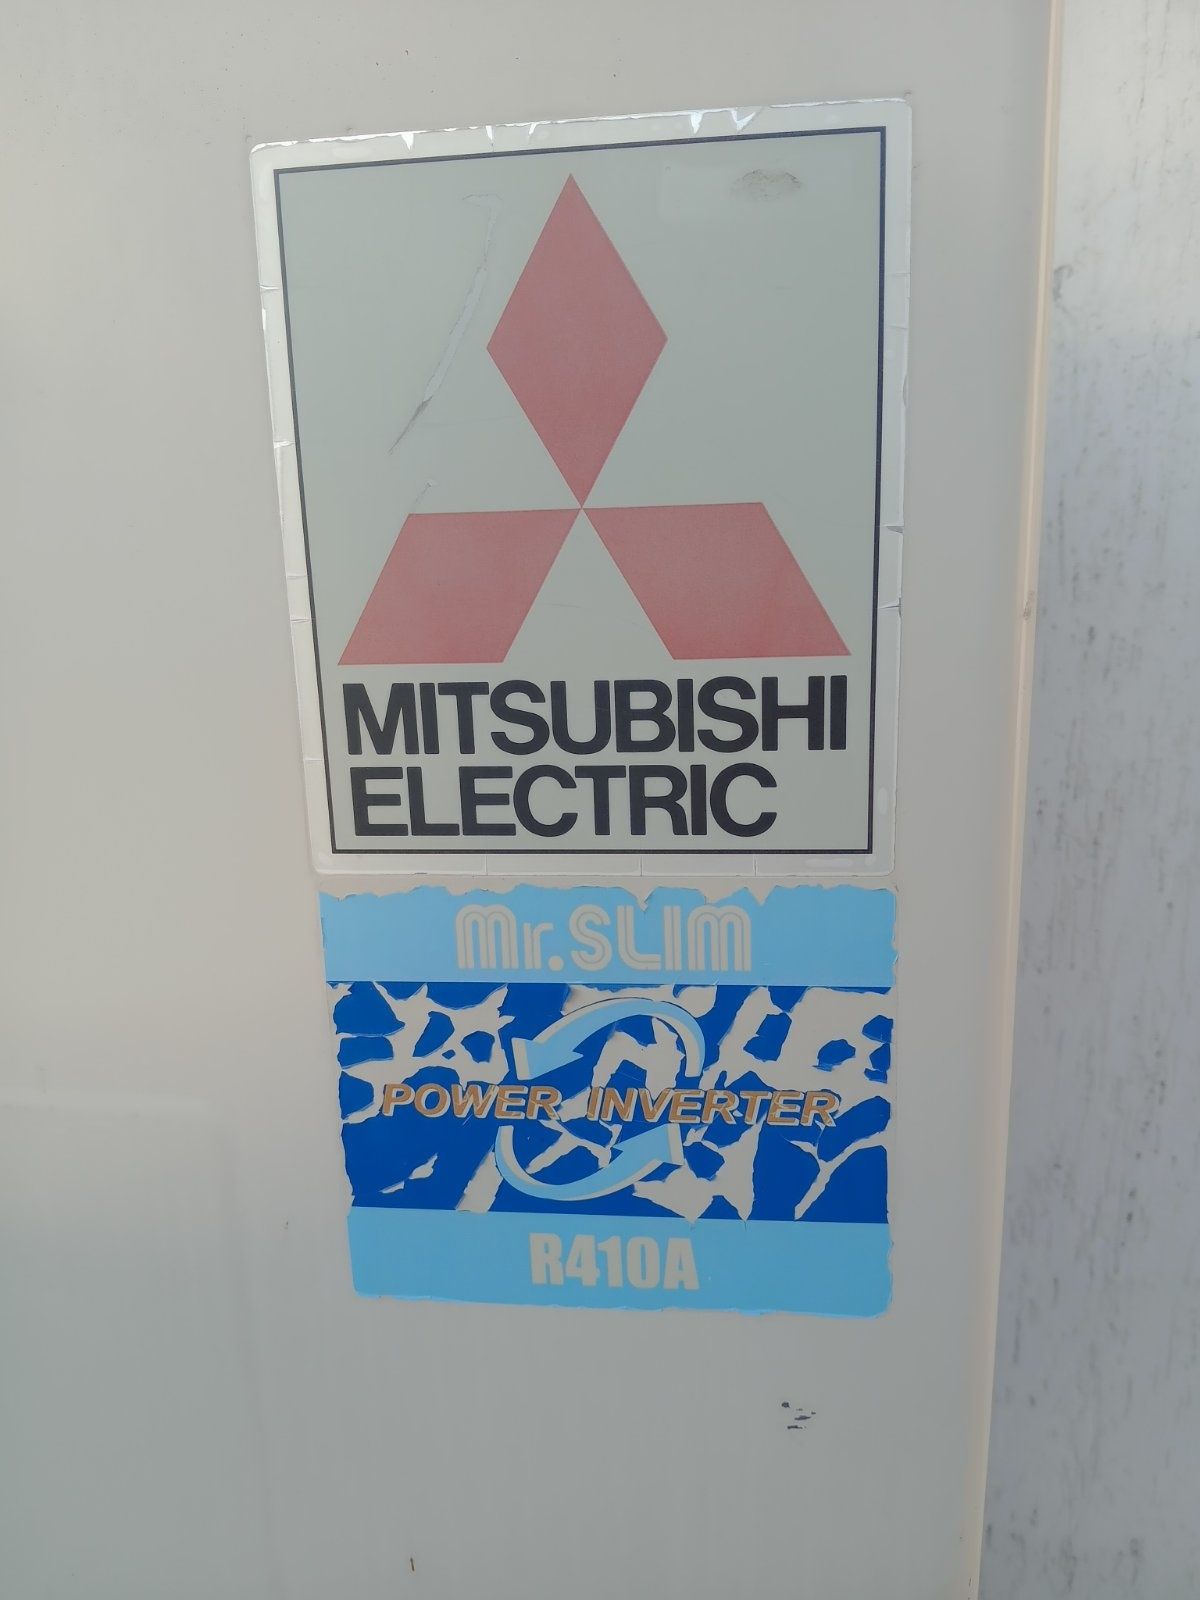 MITSUBISHI
ELECTRIC
Mr.SLIM
POWER INVERTER
R410A